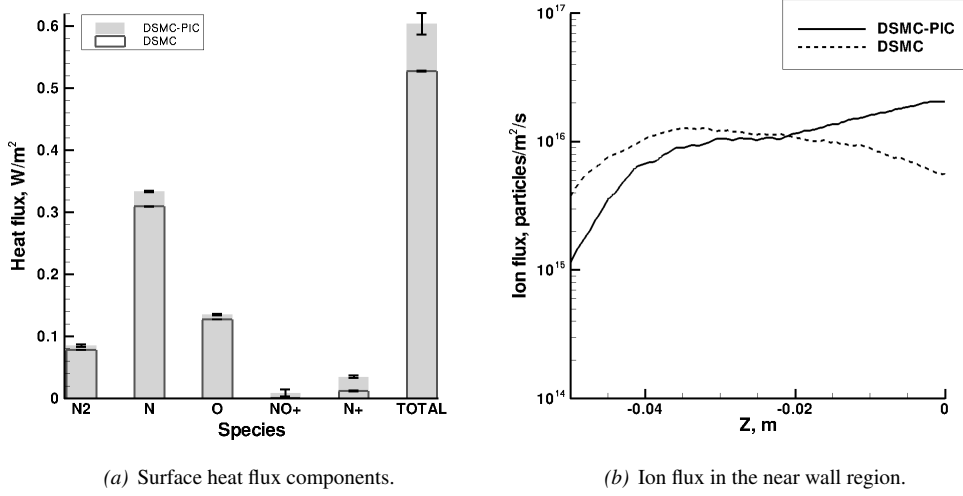 DSMC-PIC
DSMC
Heat flux, W/m²
0.6
0.5
0.4
0.3
0.2
0.1
0
N2 N O NO+ N+ TOTAL
Species
(a) Surface heat flux components.
DSMC-PIC
DSMC
Ion flux, particles/m²/s
10¹⁷
10¹⁶
10¹⁵
10¹⁴
-0.04 -0.02 0
Z, m
(b) Ion flux in the near wall region.